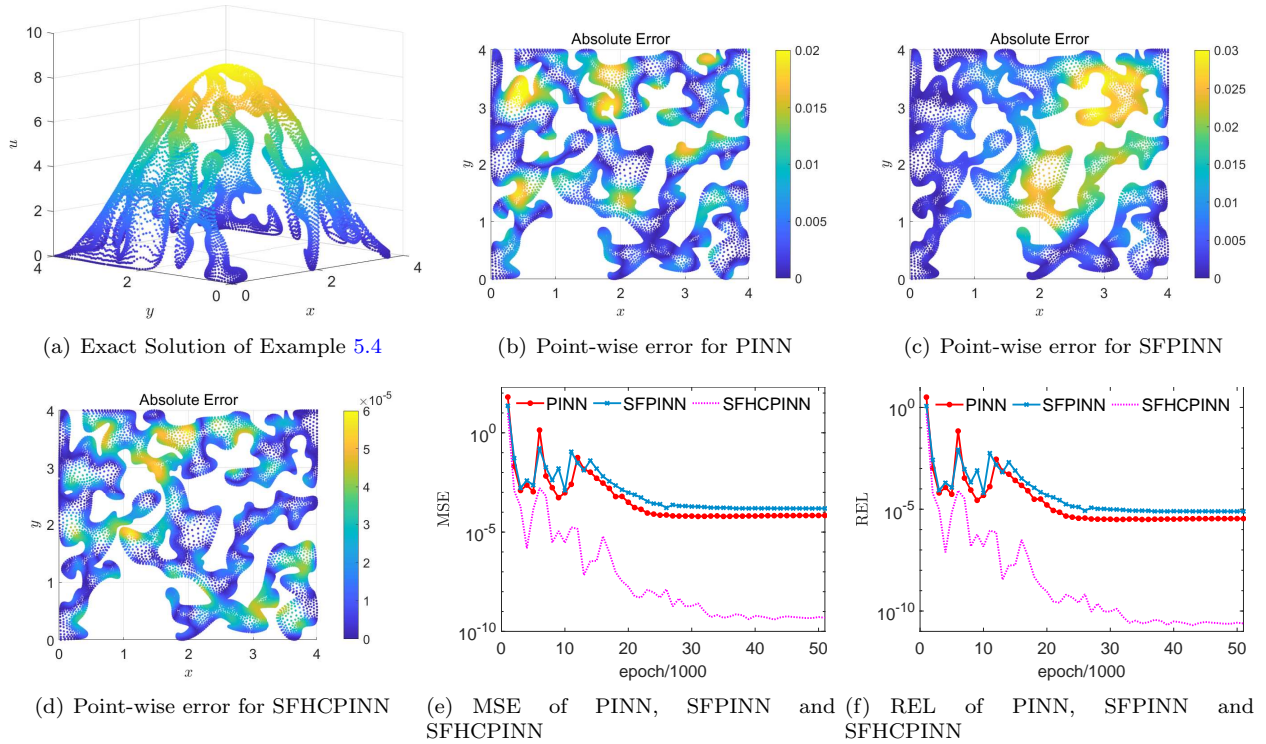 10
8
6
4
2
0
u
4
2
0
y
0
2
4
x
(a) Exact Solution of Example 5.4
Absolute Error
4
3
2
1
0
y
0
1
2
3
4
x
0.02
0.015
0.01
0.005
0
(b) Point-wise error for PINN
Absolute Error
4
3
2
1
0
y
0
1
2
3
4
x
0.03
0.025
0.02
0.015
0.01
0.005
0
(c) Point-wise error for SFPINN
Absolute Error
×10⁻⁵
4
3
2
1
0
y
0
1
2
3
4
x
6
5
4
3
2
1
0
(d) Point-wise error for SFHCPINN
PINN SFPINN SFHCPINN
10⁰
10⁻⁵
10⁻¹⁰
MSE
0 10 20 30 40 50
epoch/1000
(e) MSE of PINN, SFPINN and
SFHCPINN
PINN SFPINN SFHCPINN
10⁰
10⁻⁵
10⁻¹⁰
REL
0 10 20 30 40 50
epoch/1000
(f) REL of PINN, SFPINN and
SFHCPINN